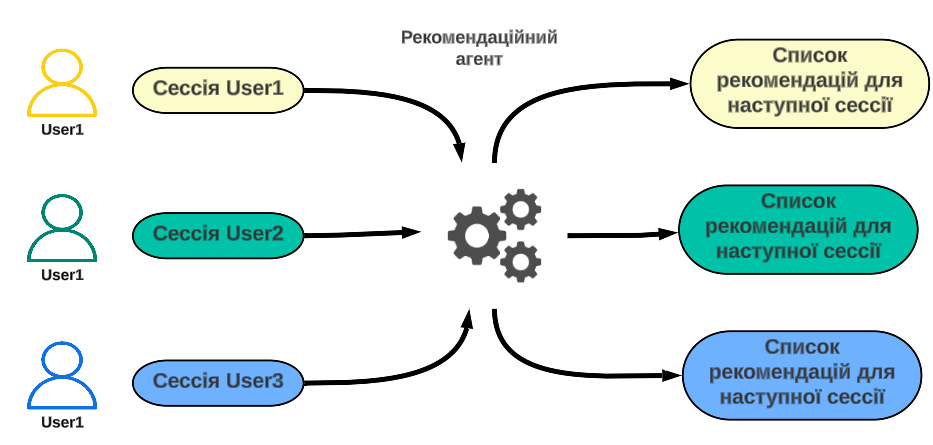 Рекомендаційний
агент
Сессія User1
Список
рекомендацій для
наступної сессії
User1
Сессія User2
Список
рекомендацій для
наступної сессії
User1
Сессія User3
Список
рекомендацій для
наступної сессії
User1